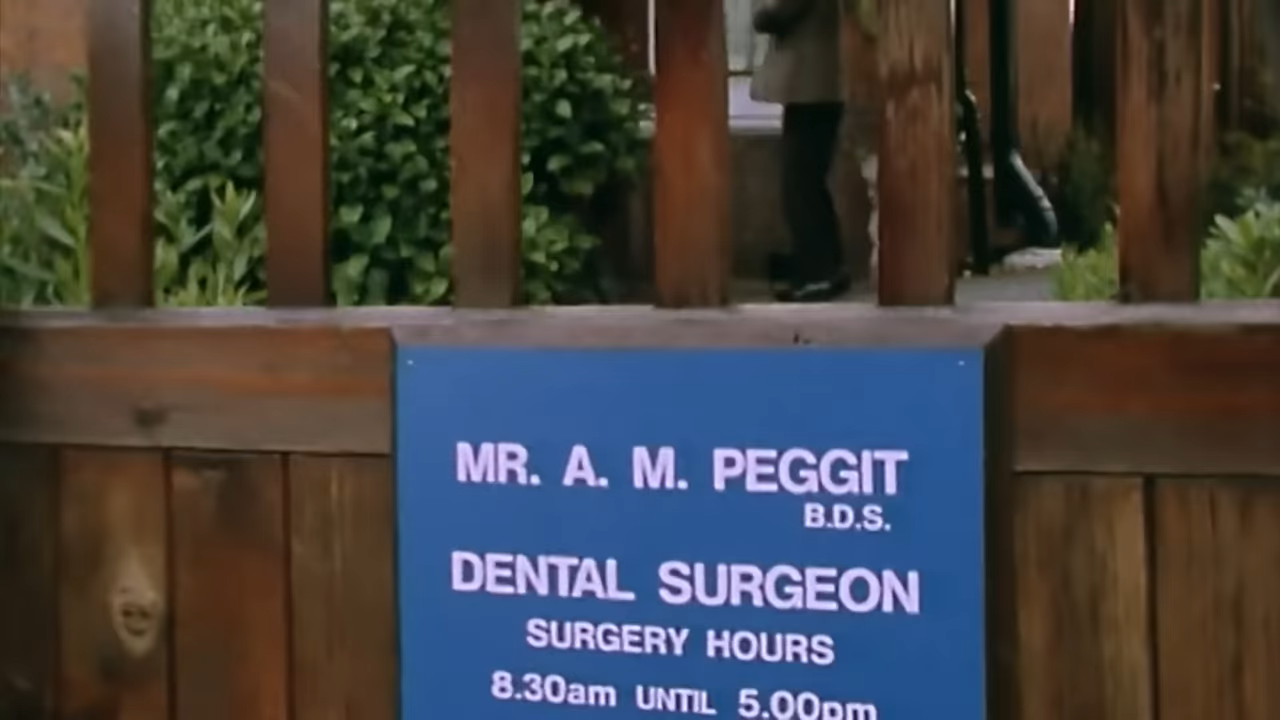 MR. A. M. PEGGIT
B.D.S.
DENTAL SURGEON
SURGERY HOURS
8.30am UNTIL 5.00pm